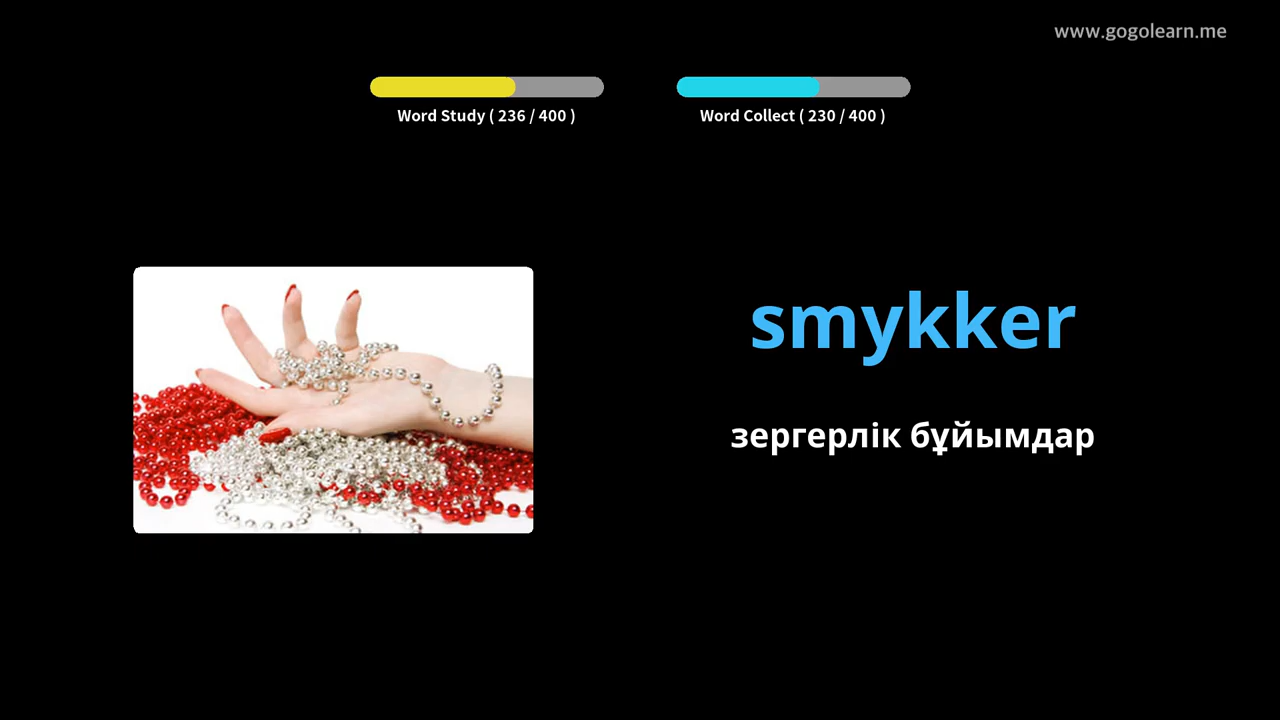 www.gogolearn.me
Word Study ( 236 / 400 )
Word Collect ( 230 / 400 )
smykker
зергерлік бұйымдар